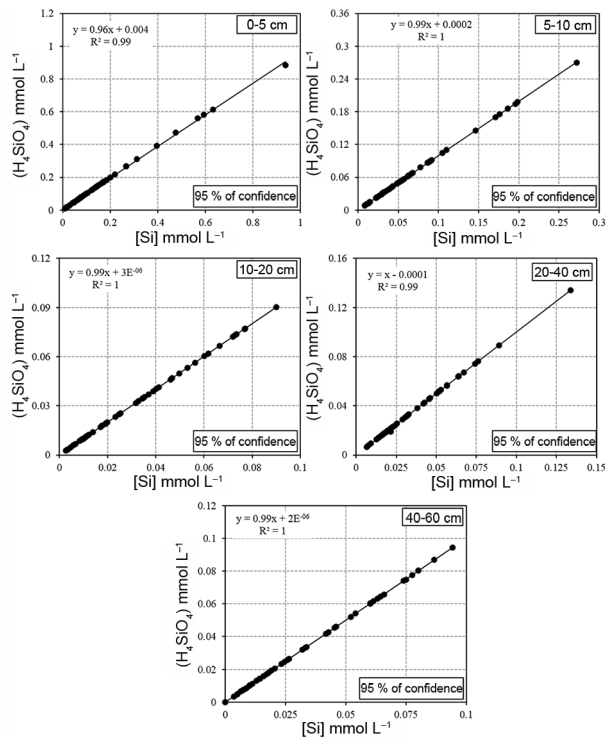 y = 0.96x + 0.004
R² = 0.99
0-5 cm
(H₄SiO₄) mmol L⁻¹
1.2
1
0.8
0.6
0.4
0.2
0
0 0.2 0.4 0.6 0.8 1
95 % of confidence
[Si] mmol L⁻¹
y = 0.99x + 0.0002
R² = 1
5-10 cm
(H₄SiO₄) mmol L⁻¹
0.36
0.3
0.24
0.18
0.12
0.06
0
0 0.1 0.2 0.3
95 % of confidence
[Si] mmol L⁻¹
y = 0.99x + 3E⁻⁰⁶
R² = 1
10-20 cm
(H₄SiO₄) mmol L⁻¹
0.12
0.09
0.06
0.03
0
0 0.02 0.04 0.06 0.08 0.1
95 % of confidence
[Si] mmol L⁻¹
y = x - 0.0001
R² = 0.99
20-40 cm
(H₄SiO₄) mmol L⁻¹
0.16
0.12
0.08
0.04
0
0 0.025 0.05 0.075 0.1 0.125 0.15
95 % of confidence
[Si] mmol L⁻¹
y = 0.99x + 2E⁻⁰⁶
R² = 1
40-60 cm
(H₄SiO₄) mmol L⁻¹
0.12
0.1
0.08
0.06
0.04
0.02
0
0 0.025 0.05 0.075 0.1
95 % of confidence
[Si] mmol L⁻¹